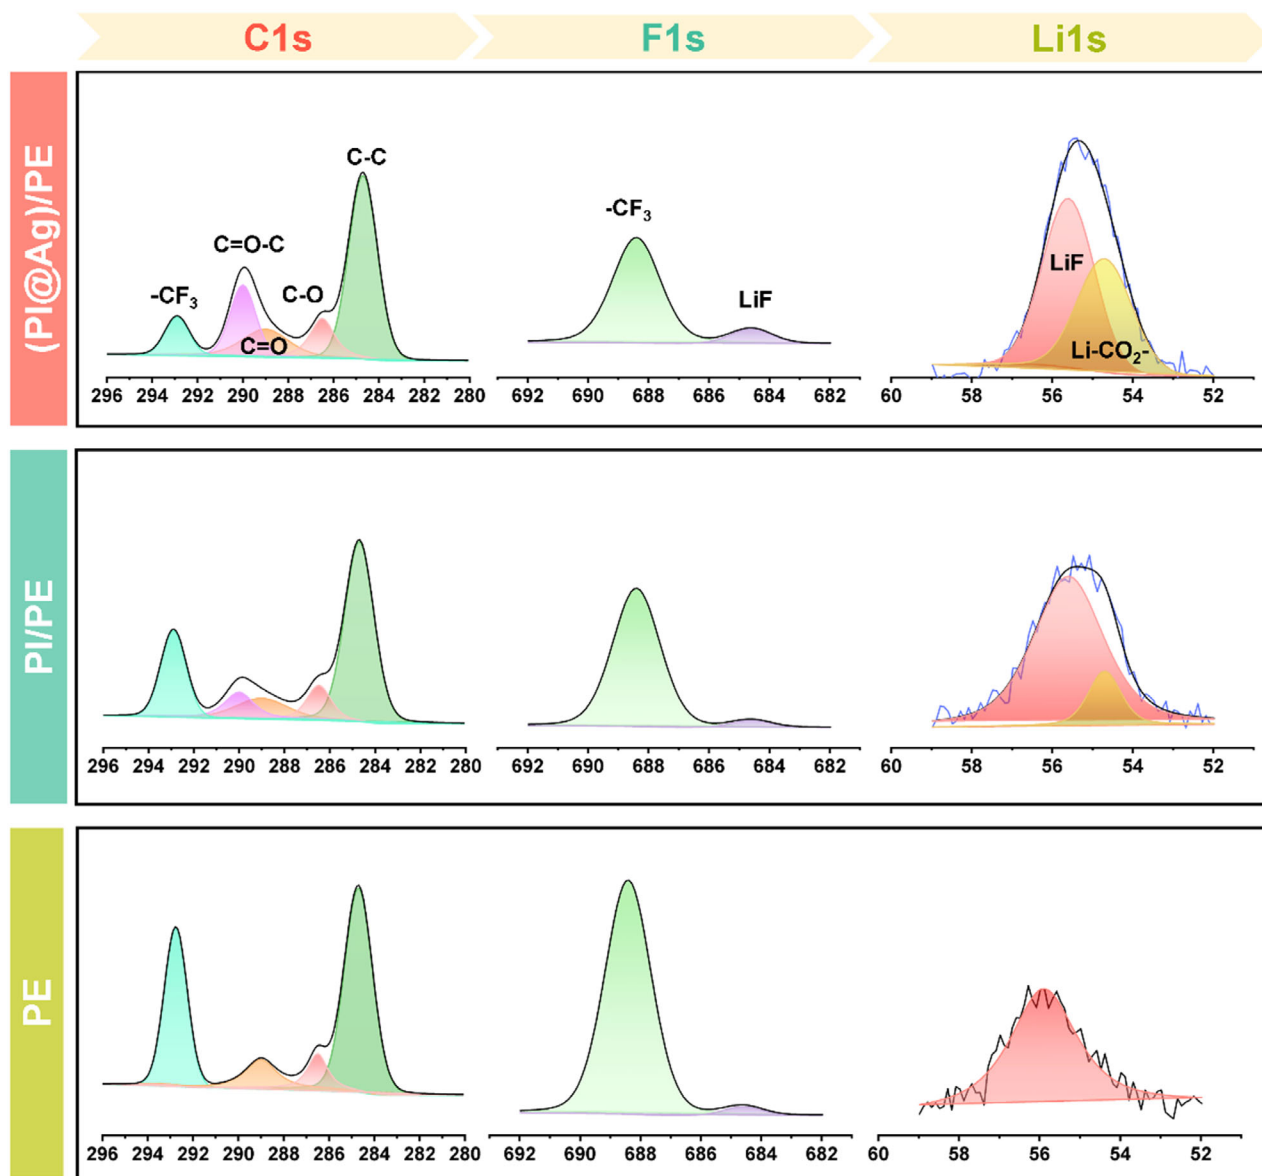 C1s F1s Li1s
(PI@Ag)/PE
C-C
C=O-C
-CF₃
C-O
C=O
-CF₃
LiF
LiF
Li-CO₂-
296 294 292 290 288 286 284 282 280
692 690 688 686 684 682
60 58 56 54 52
PI/PE
296 294 292 290 288 286 284 282 280
692 690 688 686 684 682
60 58 56 54 52
PE
296 294 292 290 288 286 284 282 280
692 690 688 686 684 682
60 58 56 54 52